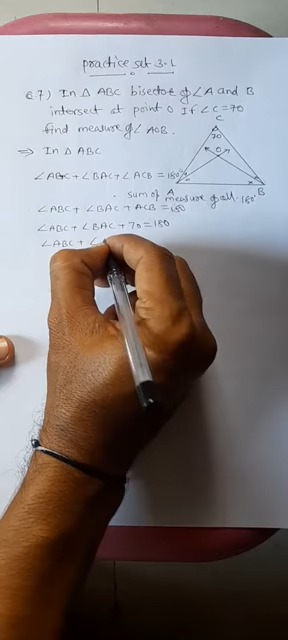 practice set 3.1
Q.7) In △ ABC bisector of ∠A and B
intersect at point O If ∠C = 70
find measure of ∠ AOB.
⇒ In △ ABC
∠ABC + ∠BAC + ∠ACB = 180°
. sum of measure of all . 180°
∠ABC + ∠BAC + ACB = 180
∠ABC + ∠BAC + 70 = 180
∠ABC + ∠
C
70
O
A
B